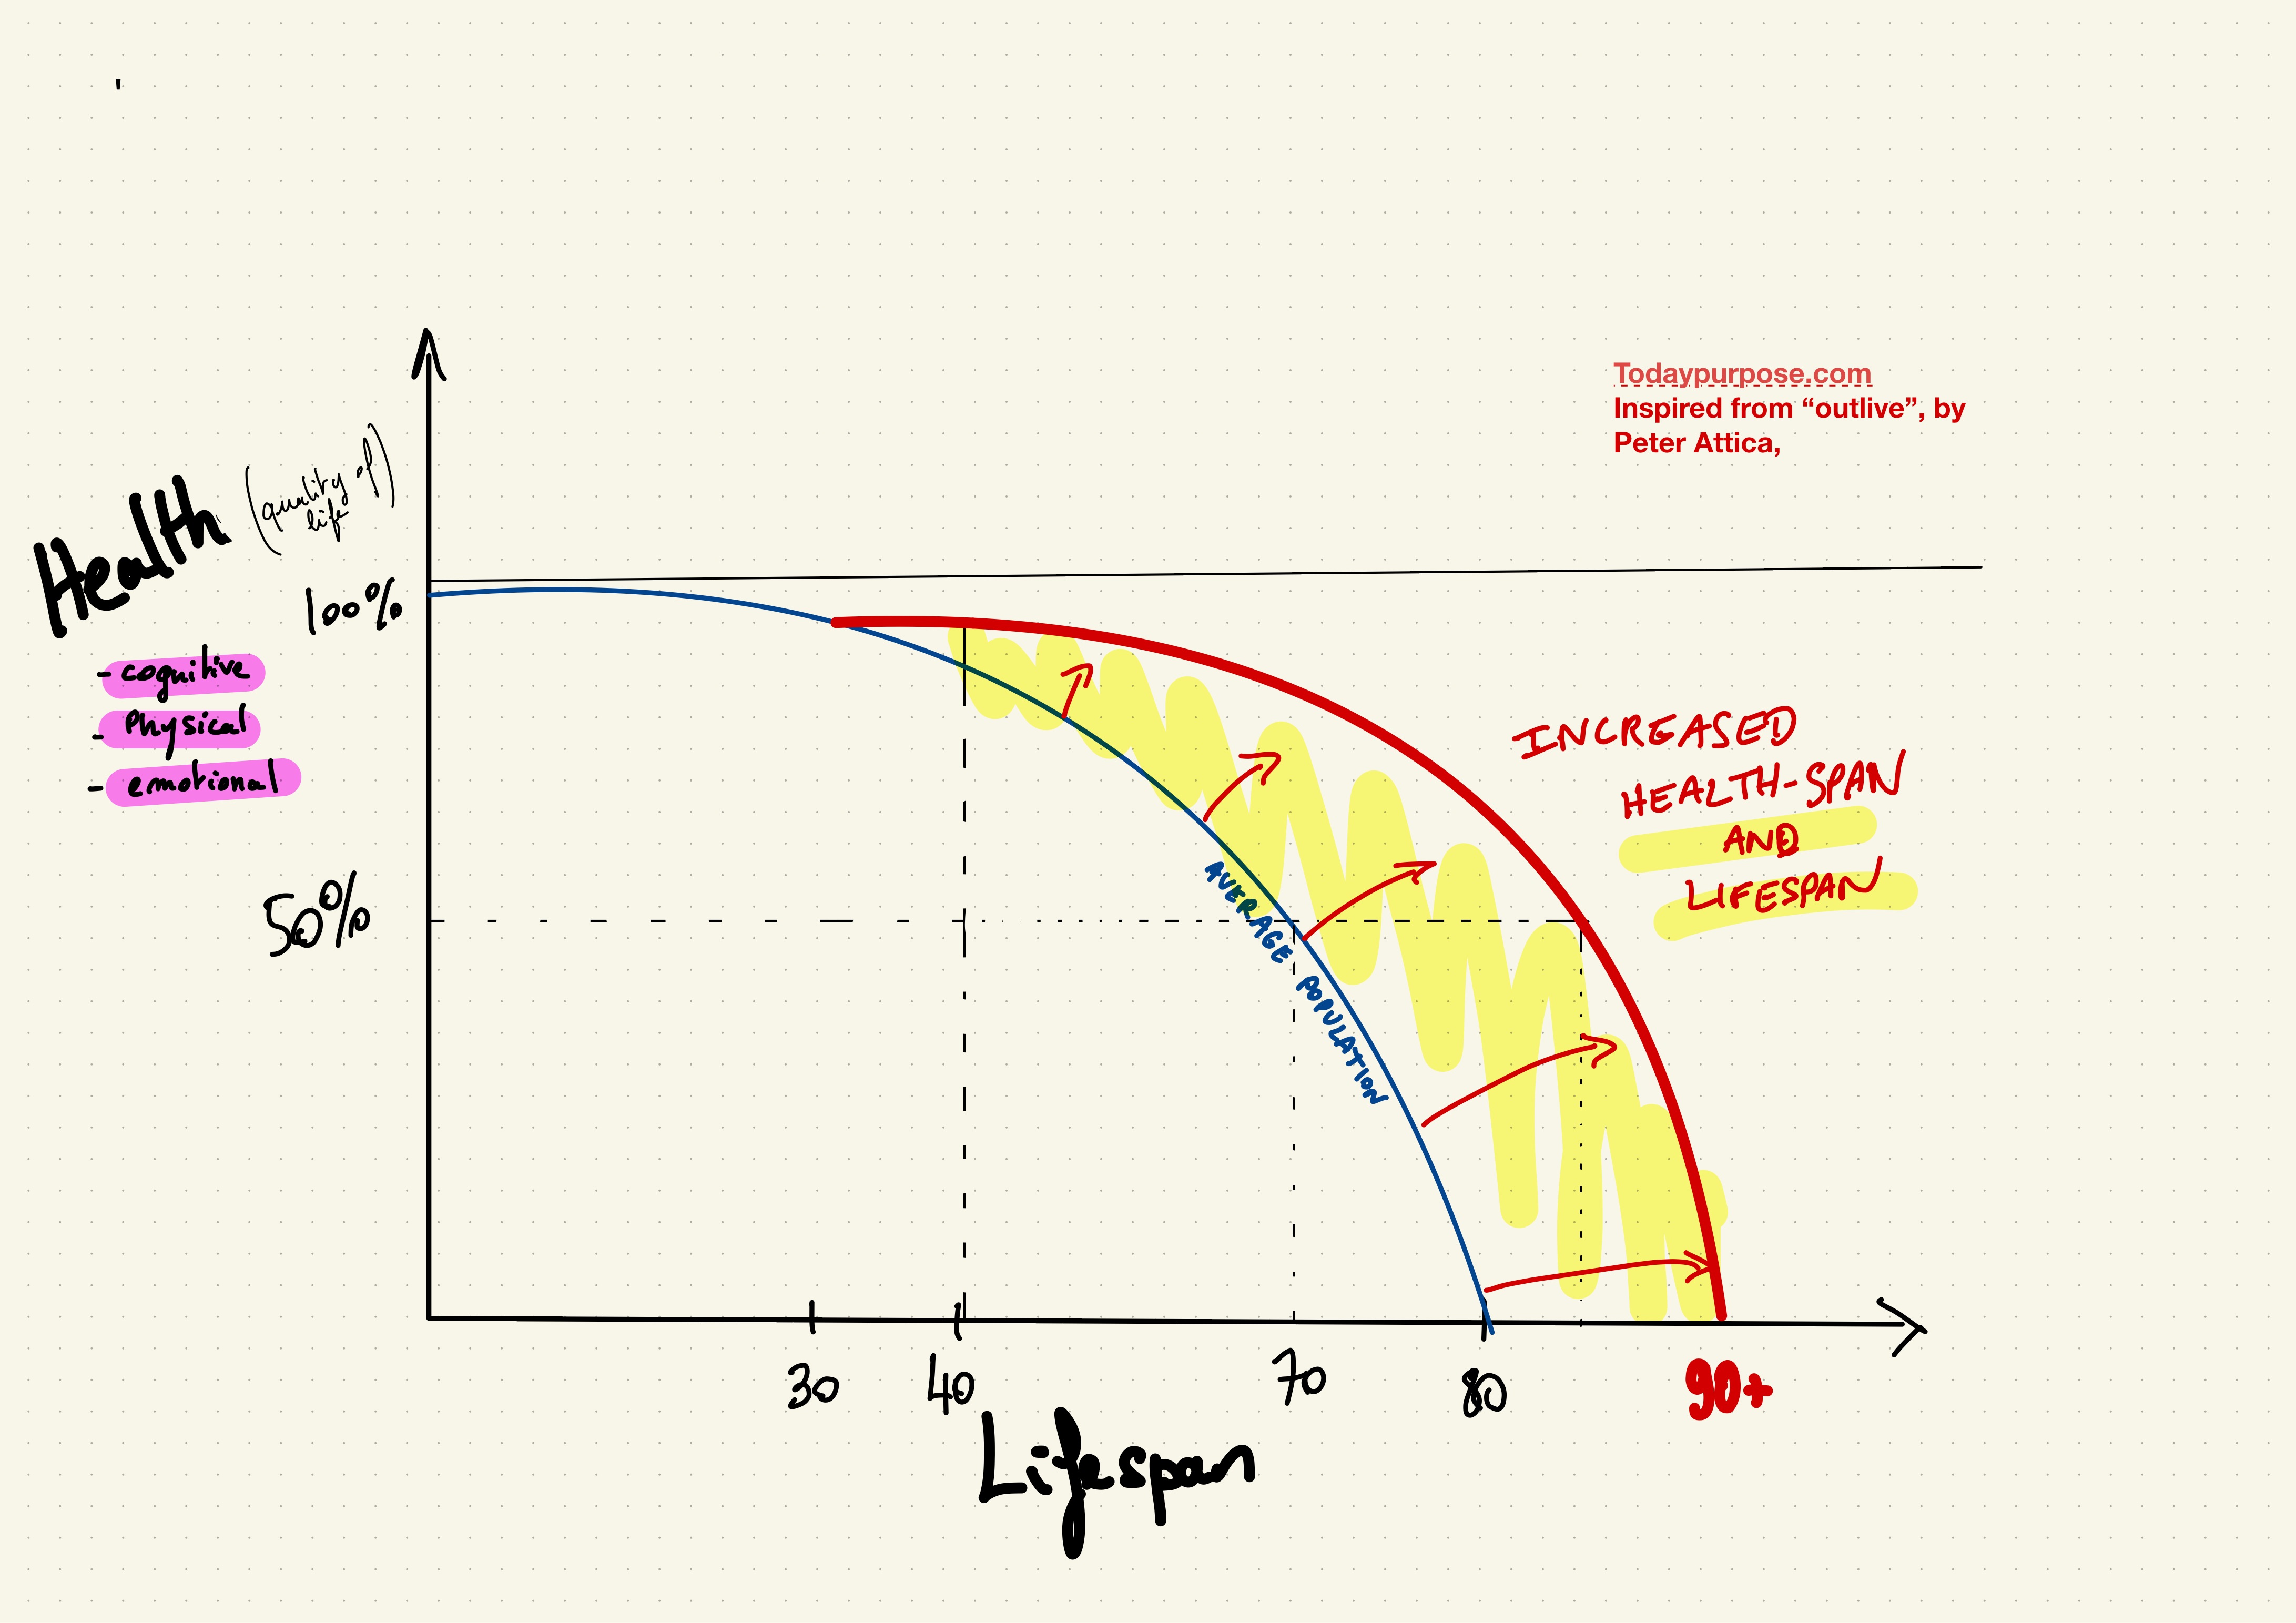 Todaypurpose.com
Inspired from “outlive”, by
Peter Attica,
Health
(quality of
life)
100%
- cognitive
- Physical
- emotional
50%
INCREASED
HEALTH-SPAN
AND
LIFESPAN
AVERAGE POPULATION
30
40
70
80
90+
Lifespan